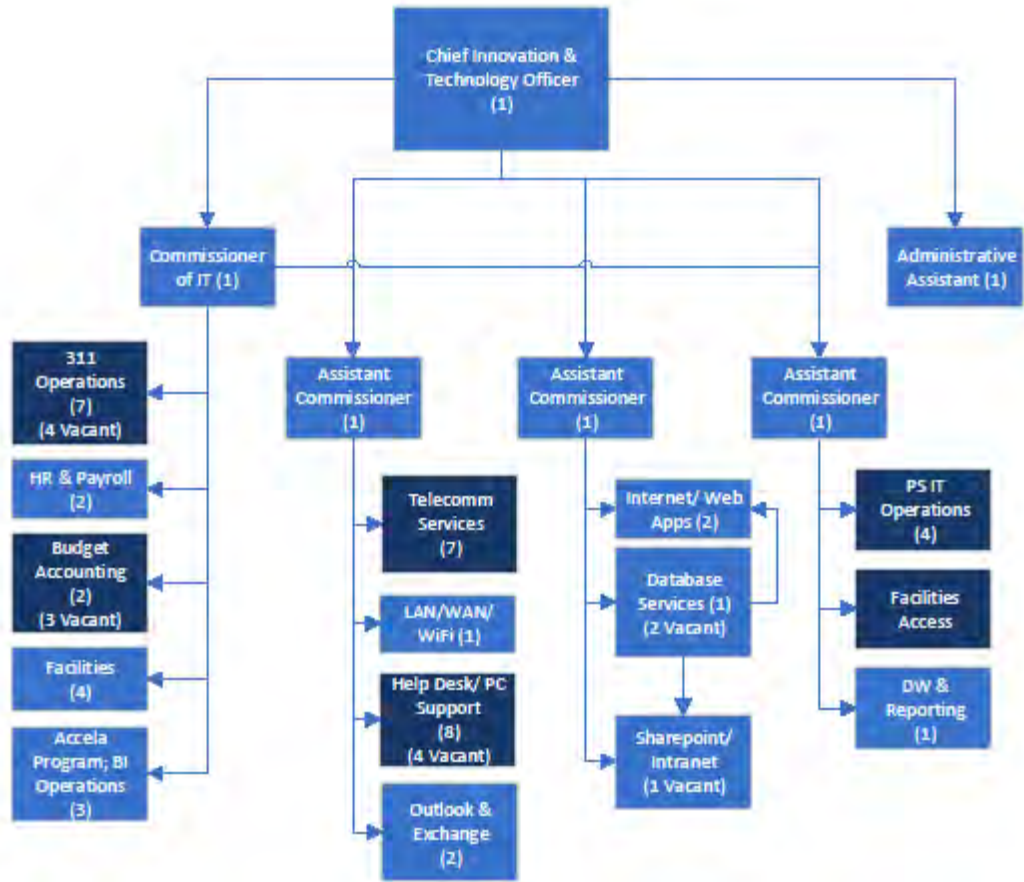 Chief Innovation &
Technology Officer
(1)
Commissioner
of IT (1)
Administrative
Assistant (1)
311
Operations
(7)
(4 Vacant)
HR & Payroll
(2)
Budget
Accounting
(2)
(3 Vacant)
Facilities
(4)
Accela
Program; BI
Operations
(3)
Assistant
Commissioner
(1)
Telecomm
Services
(7)
LAN/WAN/
WiFi (1)
Help Desk/ PC
Support
(8)
(4 Vacant)
Outlook &
Exchange
(2)
Assistant
Commissioner
(1)
Internet/ Web
Apps (2)
Database
Services (1)
(2 Vacant)
Sharepoint/
Intranet
(1 Vacant)
Assistant
Commissioner
(1)
PS IT
Operations
(4)
Facilities
Access
DW &
Reporting
(1)